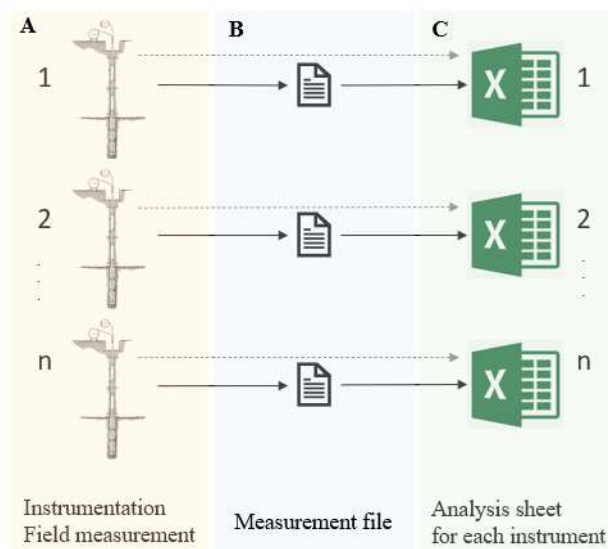 A B C
1 1
2 2
n n
Instrumentation
Field measurement
Measurement file
Analysis sheet
for each instrument
X
X
X